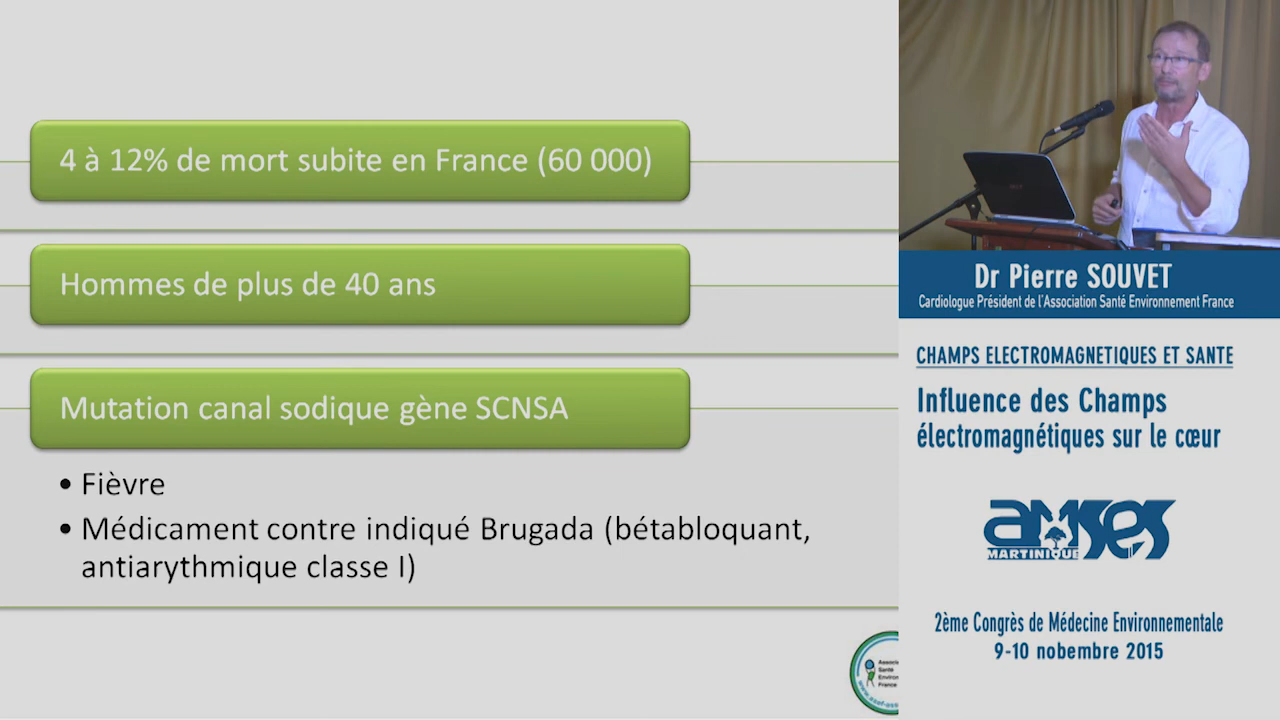 4 à 12% de mort subite en France (60 000)
Hommes de plus de 40 ans
Mutation canal sodique gène SCNSA
• Fièvre
• Médicament contre indiqué Brugada (bétabloquant,
antiarythmique classe I)
Dr Pierre SOUVET
Cardiologue Président de l'Association Santé Environnement France
CHAMPS ELECTROMAGNETIQUES ET SANTE
Influence des Champs
électromagnétiques sur le cœur
AMSES
MARTINIQUE
2ème Congrès de Médecine Environnementale
9-10 nobembre 2015
Santé
France